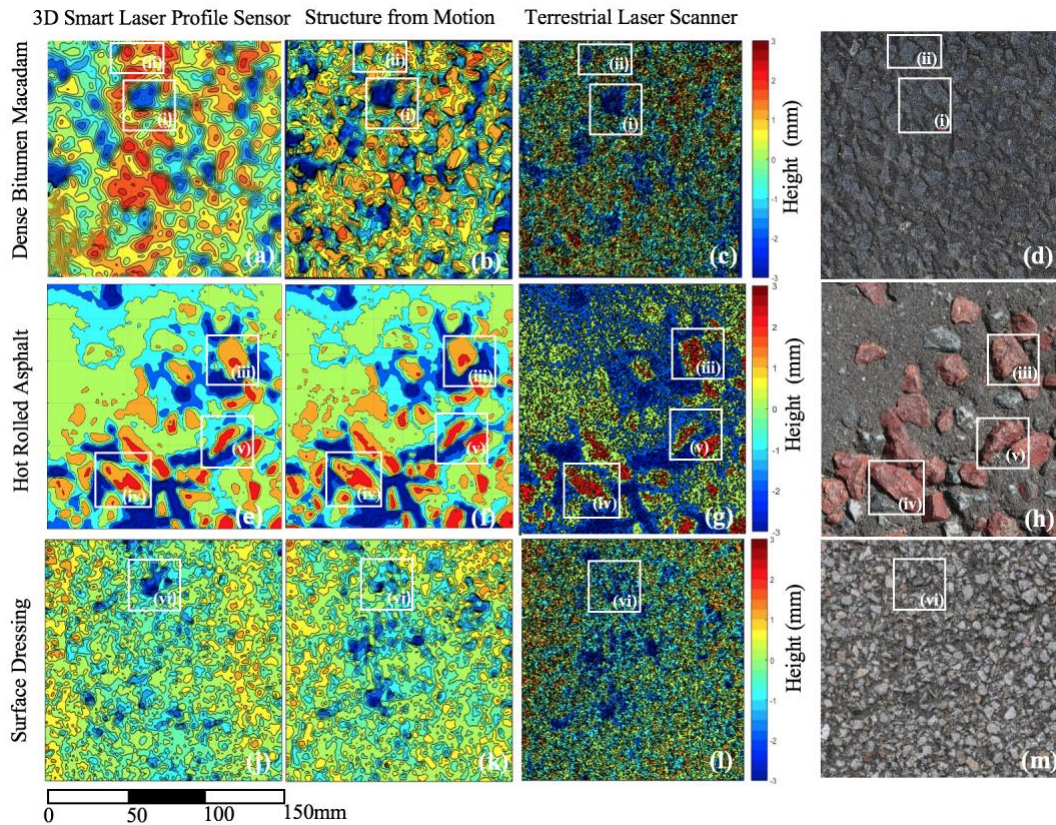 3D Smart Laser Profile Sensor
Structure from Motion
Terrestrial Laser Scanner
Dense Bitumen Macadam
(ii)
(i)
(a)
(ii)
(i)
(b)
(ii)
(i)
(c)
3
2
1
0
-1
-2
-3
Height (mm)
(ii)
(i)
(d)
Hot Rolled Asphalt
(iii)
(v)
(iv)
(e)
(iii)
(v)
(iv)
(f)
(iii)
(v)
(iv)
(g)
3
2
1
0
-1
-2
-3
Height (mm)
(iii)
(v)
(iv)
(h)
Surface Dressing
(vi)
(j)
(vi)
(k)
(vi)
(l)
3
2
1
0
-1
-2
-3
Height (mm)
(vi)
(m)
0 50 100 150mm